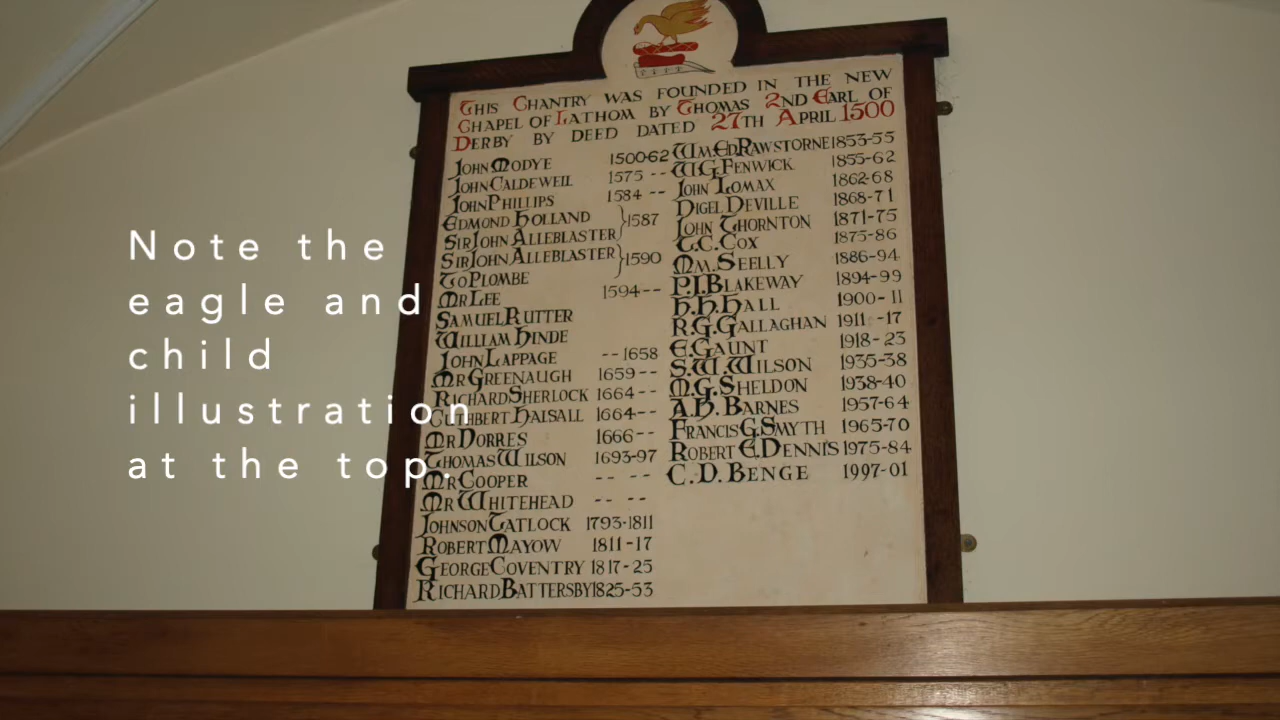 Note the
eagle and
child
illustration
at the top.
THIS CHANTRY WAS FOUNDED IN THE NEW
CHAPEL OF LATHOM BY THOMAS 2ND EARL OF
DERBY BY DEED DATED 27TH APRIL 1500
JOHN MODYE 1500-62
JOHN CALDEWELL 1575 --
JOHN PHILLIPS 1584 --
EDMOND HOLLAND
SIR JOHN ALLEBLASTER } 1587
SIR JOHN ALLEBLASTER
TO PLOMBE } 1590
MR LEE 1594 --
SAMUEL RUTTER
WILLIAM HINDE
JOHN LAPPAGE -- 1658
MR GREENAUGH 1659 --
RICHARD SHERLOCK 1664 --
CUTHBERT HALSALL 1664 --
MR DORRES 1666 --
THOMAS WILSON 1693-97
MR COOPER -- --
MR WHITEHEAD -- --
JOHNSON TATLOCK 1793-1811
ROBERT MAYOW 1811-17
GEORGE COVENTRY 1817-25
RICHARD BATTERSBY 1825-53
WM. ED RAWSTORNE 1853-55
W.G. FENWICK 1855-62
JOHN LOMAX 1862-68
DIGEL DEVILLE 1868-71
JOHN THORNTON 1871-75
T.C. COX 1875-86
WM. SEELLY 1886-94
P.I. BLAKEWAY 1894-99
H.H. HALL 1900-11
R.G. GALLAGHAN 1911-17
E. GAUNT 1918-23
S.W. WILSON 1935-38
M.G. SHELDON 1938-40
A.H. BARNES 1957-64
FRANCIS G. SMYTH 1965-70
ROBERT E. DENNIS 1975-84
C.D. BENGE 1997-01